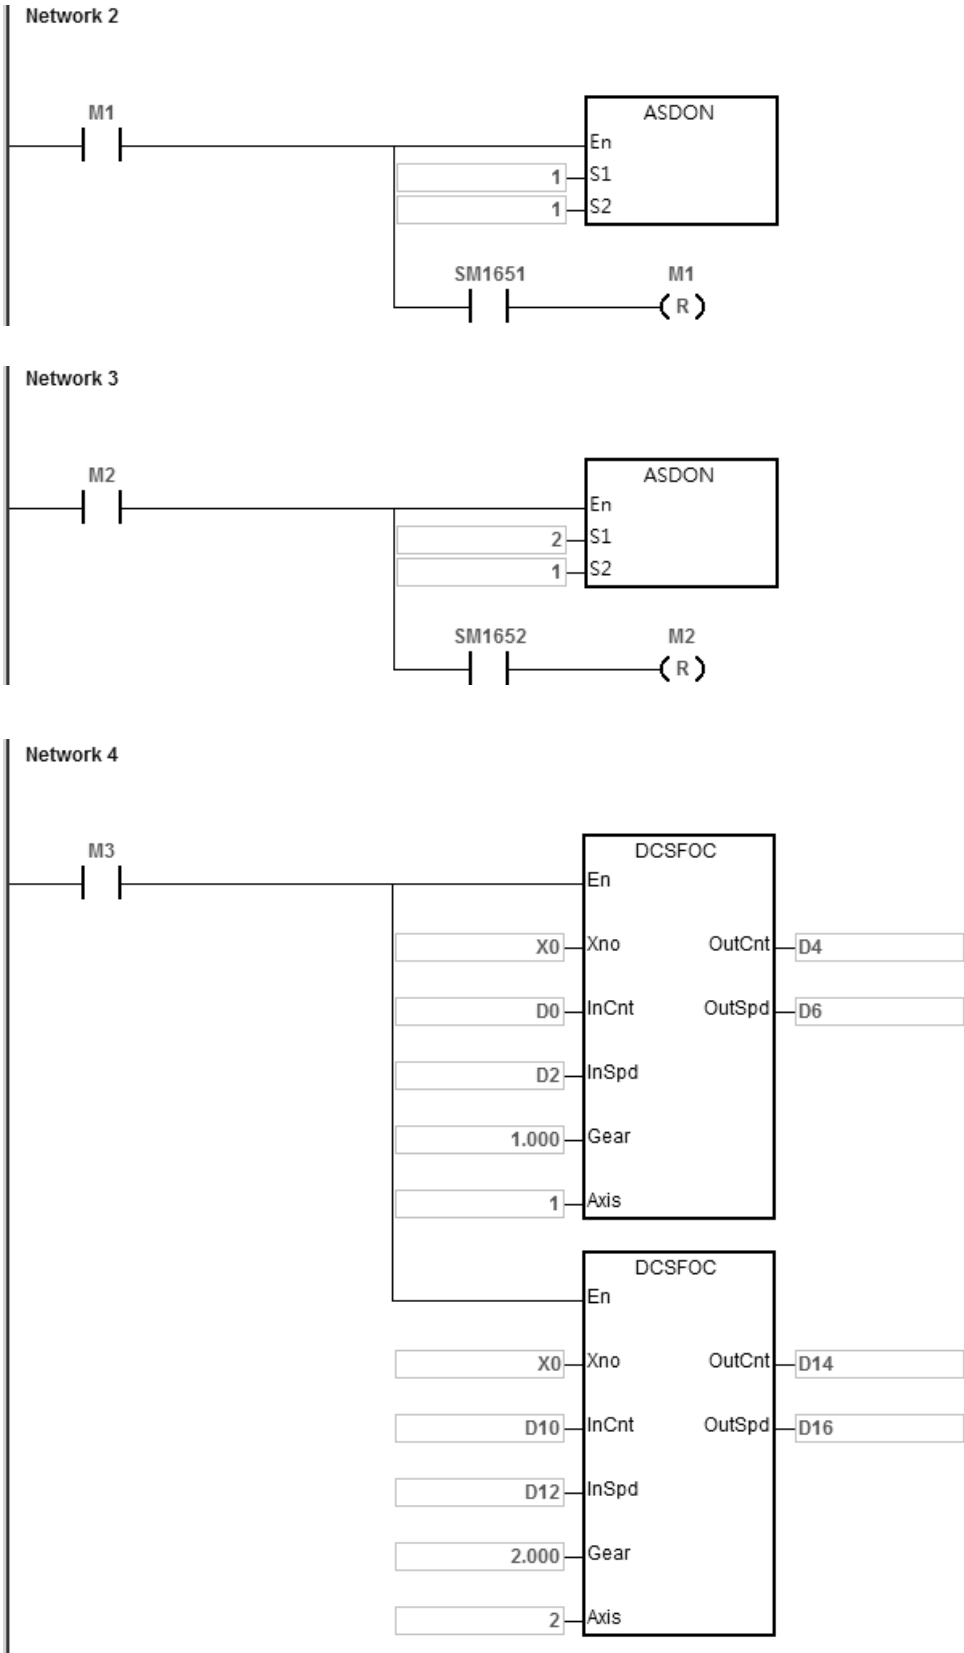 Network 2
M1
ASDON
En
1 S1
1 S2
SM1651 M1
R
Network 3
M2
ASDON
En
2 S1
1 S2
SM1652 M2
R
Network 4
M3
DCSFOC
En
X0 Xno OutCnt D4
D0 InCnt OutSpd D6
D2 InSpd
1.000 Gear
1 Axis
DCSFOC
En
X0 Xno OutCnt D14
D10 InCnt OutSpd D16
D12 InSpd
2.000 Gear
2 Axis